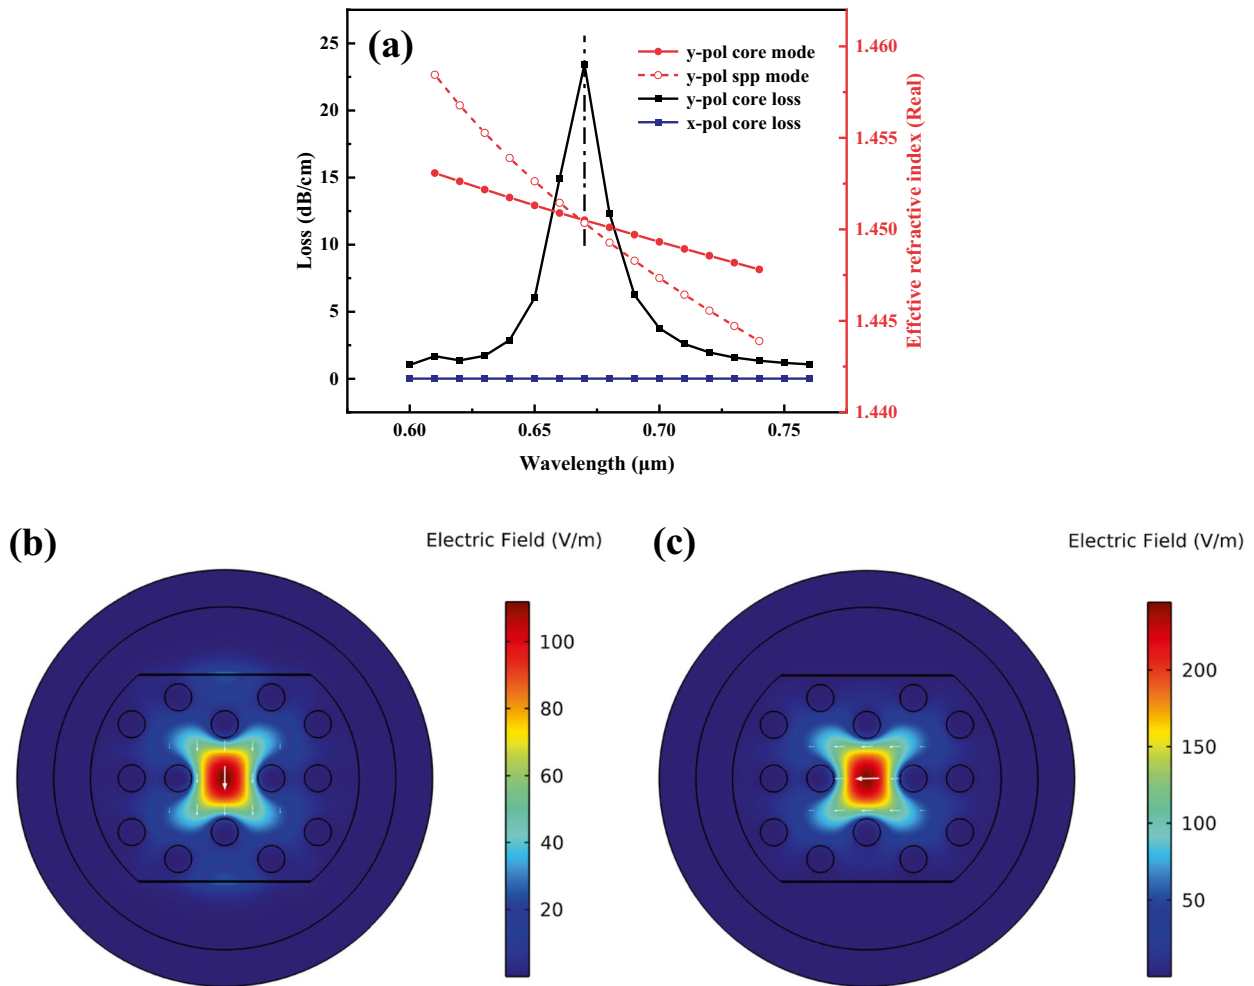 (a)
y-pol core mode
y-pol spp mode
y-pol core loss
x-pol core loss
25
20
15
10
5
0
Loss (dB/cm)
0.60
0.65
0.70
0.75
Wavelength (μm)
1.460
1.455
1.450
1.445
1.440
Effctive refractive index (Real)
(b)
Electric Field (V/m)
100
80
60
40
20
(c)
Electric Field (V/m)
200
150
100
50